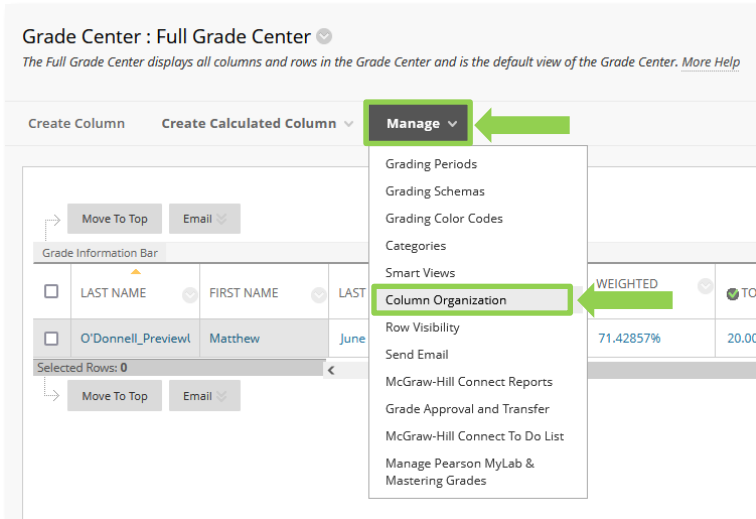 Grade Center : Full Grade Center
The Full Grade Center displays all columns and rows in the Grade Center and is the default view of the Grade Center. More Help
Create Column Create Calculated Column Manage
Grading Periods
Grading Schemas
Grading Color Codes
Categories
Smart Views
Column Organization
Row Visibility
Send Email
McGraw-Hill Connect Reports
Grade Approval and Transfer
McGraw-Hill Connect To Do List
Manage Pearson MyLab &
Mastering Grades
Move To Top Email
Grade Information Bar
LAST NAME FIRST NAME LAST WEIGHTED TO
O'Donnell_Previewl Matthew June 71.42857% 20.00
Selected Rows: 0
Move To Top Email